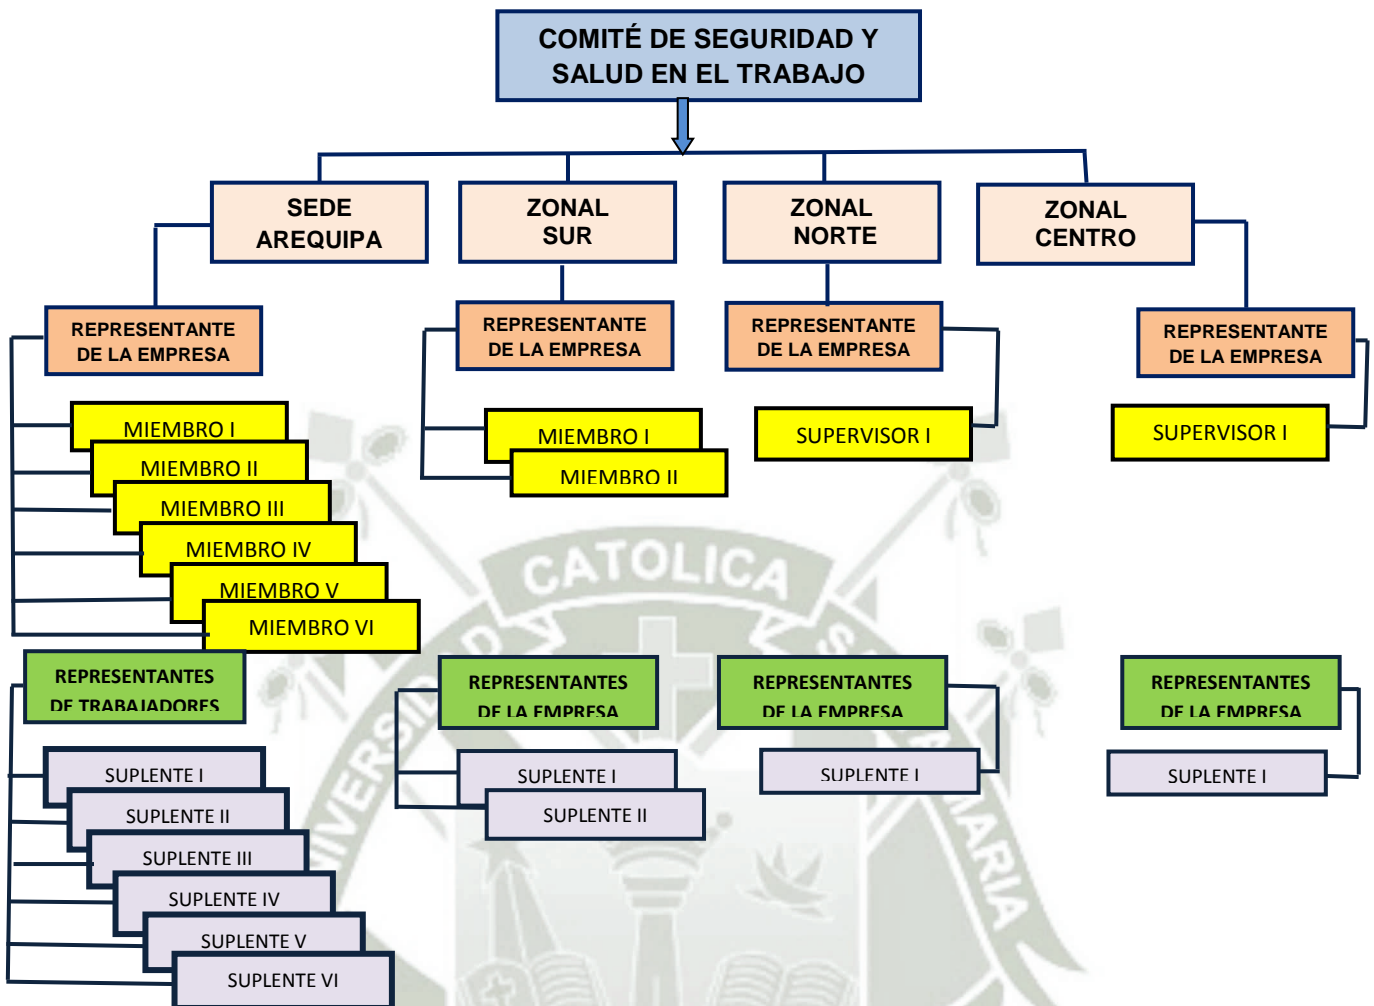 COMITÉ DE SEGURIDAD Y
SALUD EN EL TRABAJO
SEDE
AREQUIPA
ZONAL
SUR
ZONAL
NORTE
ZONAL
CENTRO
REPRESENTANTE
DE LA EMPRESA
REPRESENTANTE
DE LA EMPRESA
REPRESENTANTE
DE LA EMPRESA
REPRESENTANTE
DE LA EMPRESA
MIEMBRO I
MIEMBRO II
MIEMBRO III
MIEMBRO IV
MIEMBRO V
MIEMBRO VI
MIEMBRO I
MIEMBRO II
SUPERVISOR I
SUPERVISOR I
REPRESENTANTES
DE TRABAJADORES
REPRESENTANTES
DE LA EMPRESA
REPRESENTANTES
DE LA EMPRESA
REPRESENTANTES
DE LA EMPRESA
SUPLENTE I
SUPLENTE II
SUPLENTE III
SUPLENTE IV
SUPLENTE V
SUPLENTE VI
SUPLENTE I
SUPLENTE II
SUPLENTE I
SUPLENTE I
CATOLICA